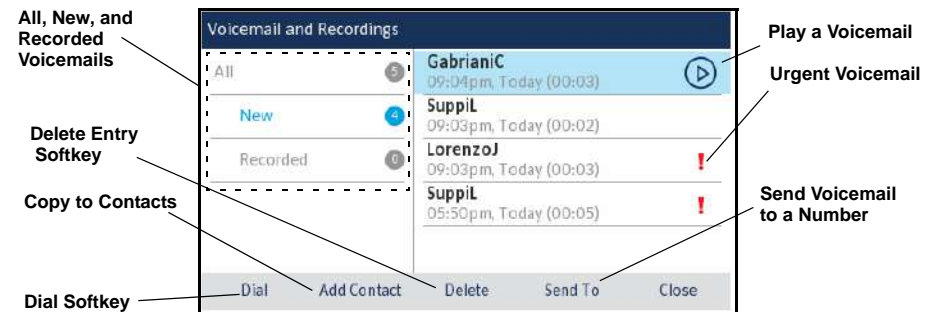 All, New, and
Recorded
Voicemails
Delete Entry
Softkey
Copy to Contacts
Dial Softkey
Voicemail and Recordings
All 5
New 4
Recorded 0
GabrianiC
09:04pm, Today (00:03)
SuppiL
09:03pm, Today (00:02)
LorenzoJ
09:03pm, Today (00:03)
!
SuppiL
05:50pm, Today (00:05)
!
Dial Add Contact Delete Send To Close
Play a Voicemail
Urgent Voicemail
Send Voicemail
to a Number